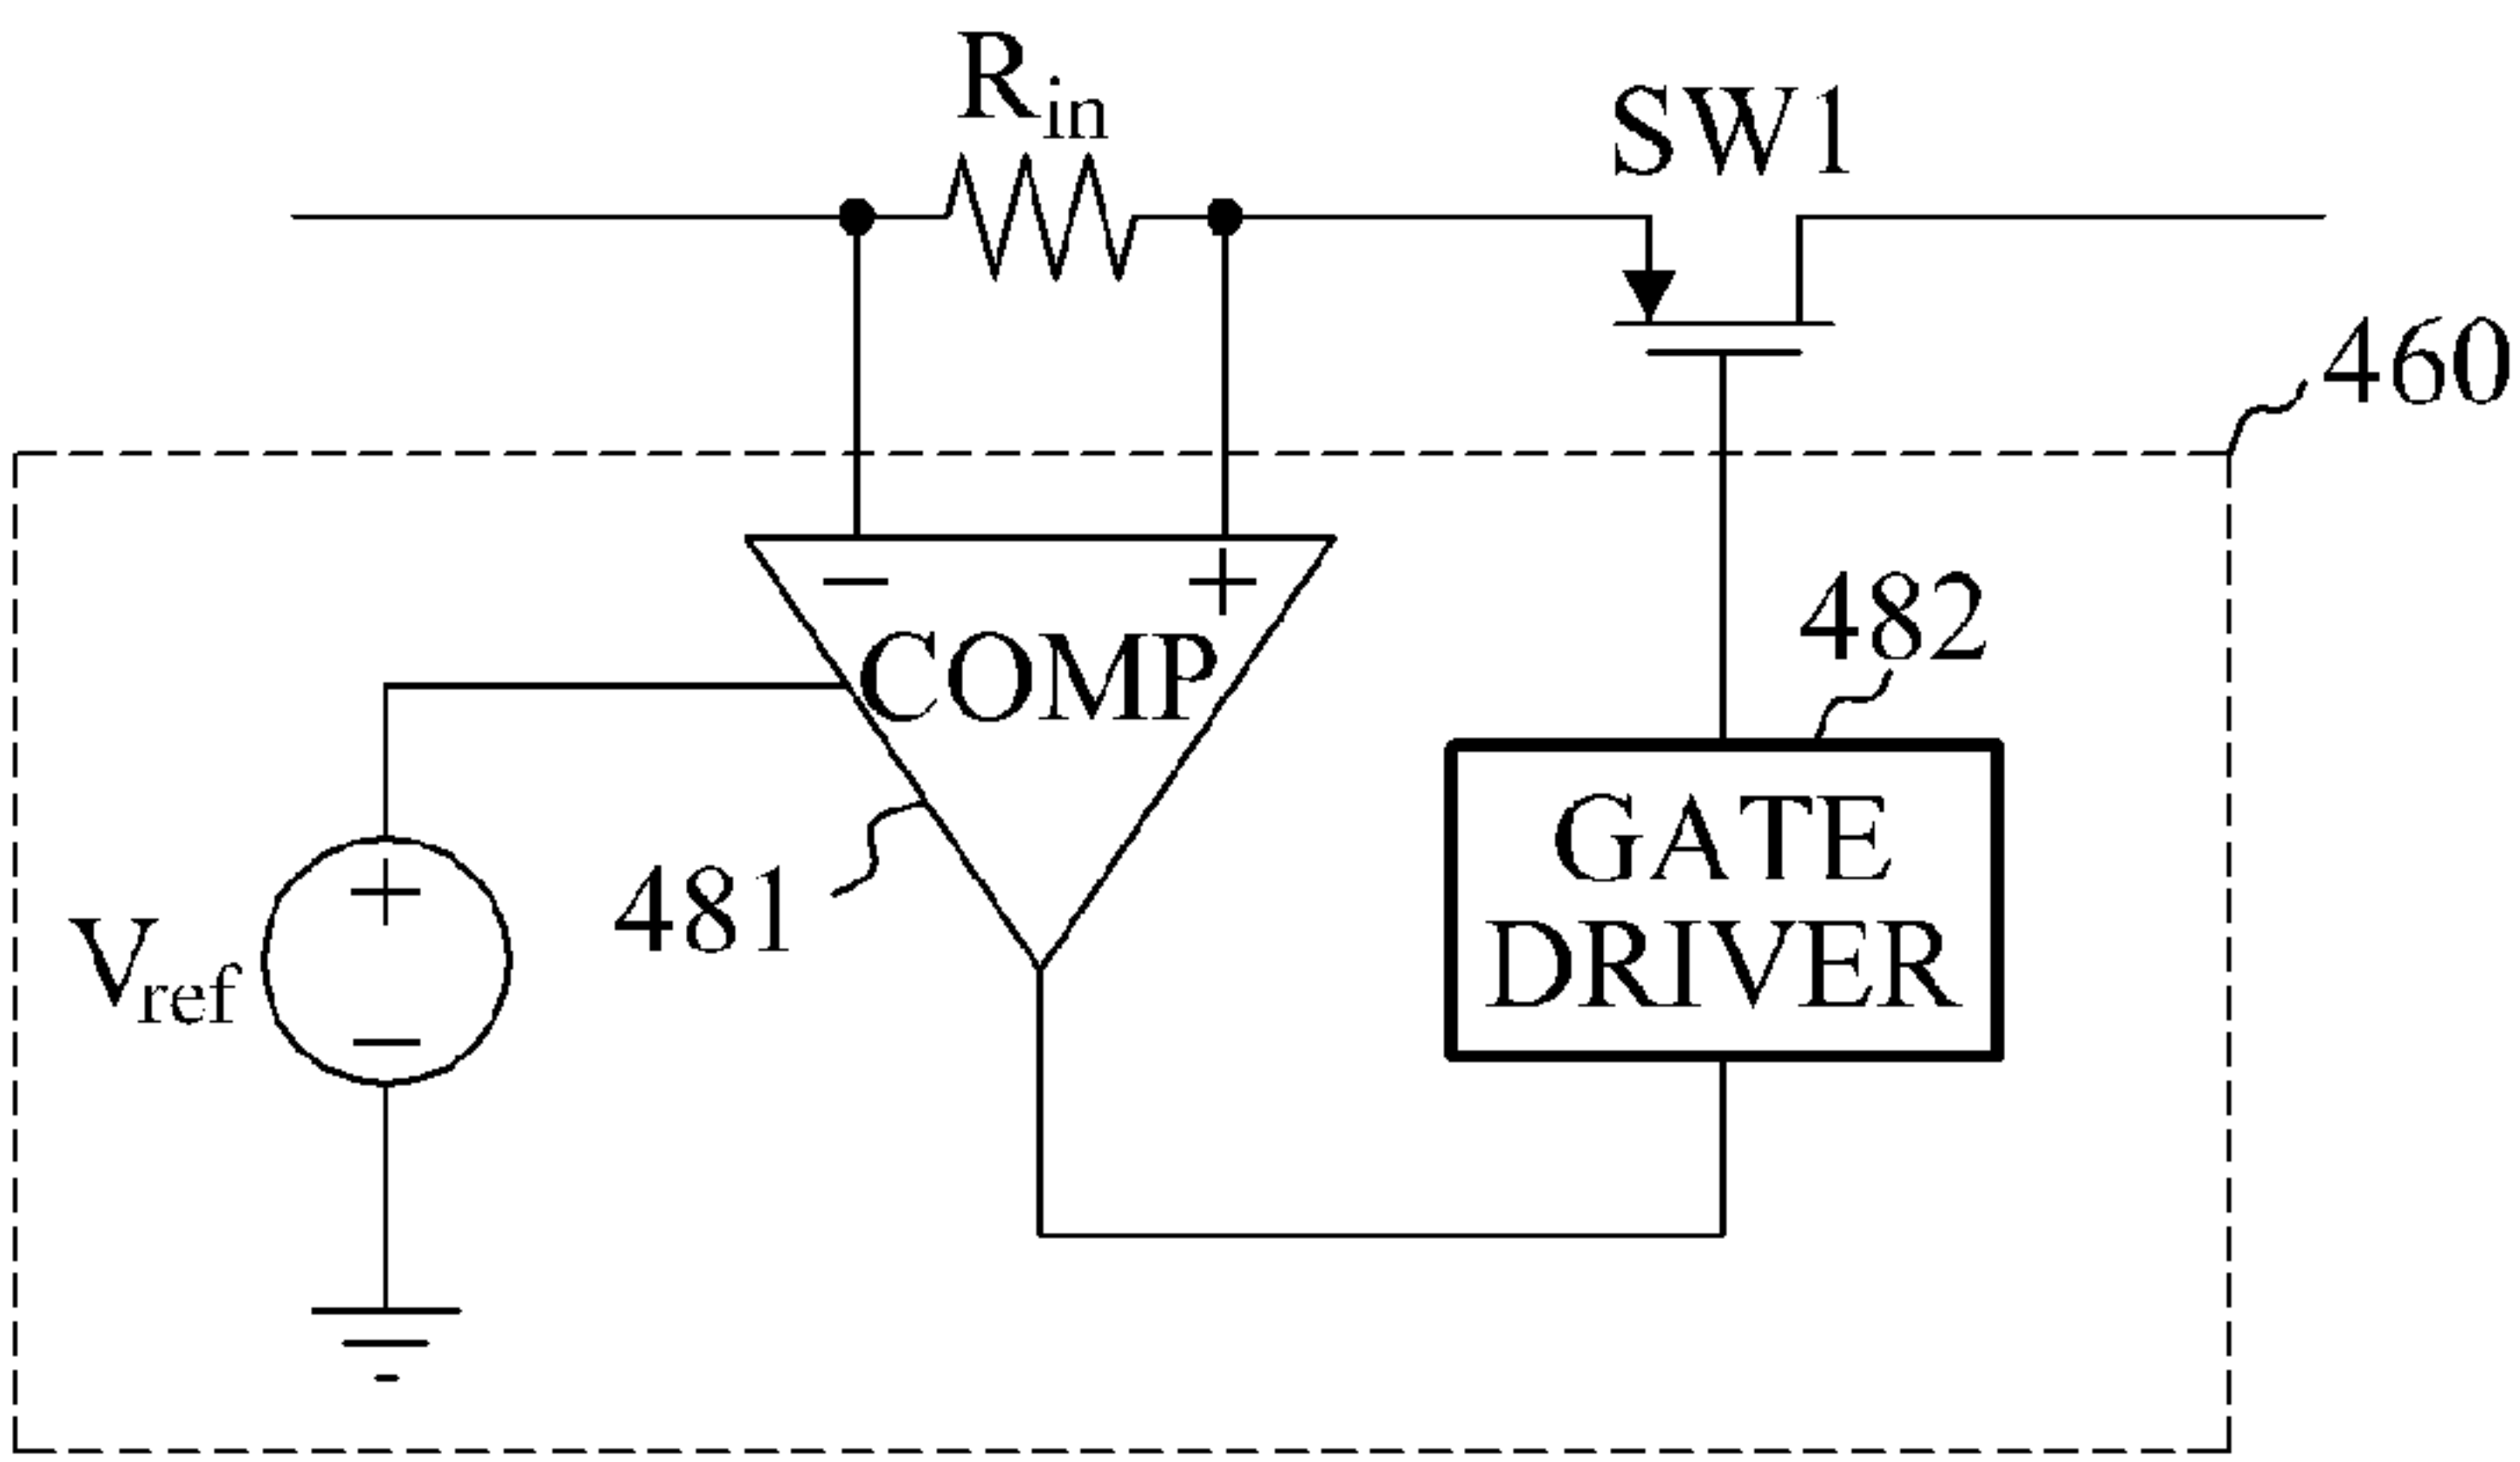 Rin
SW1
460
− +
COMP
482
GATE
DRIVER
481
+
Vref
−